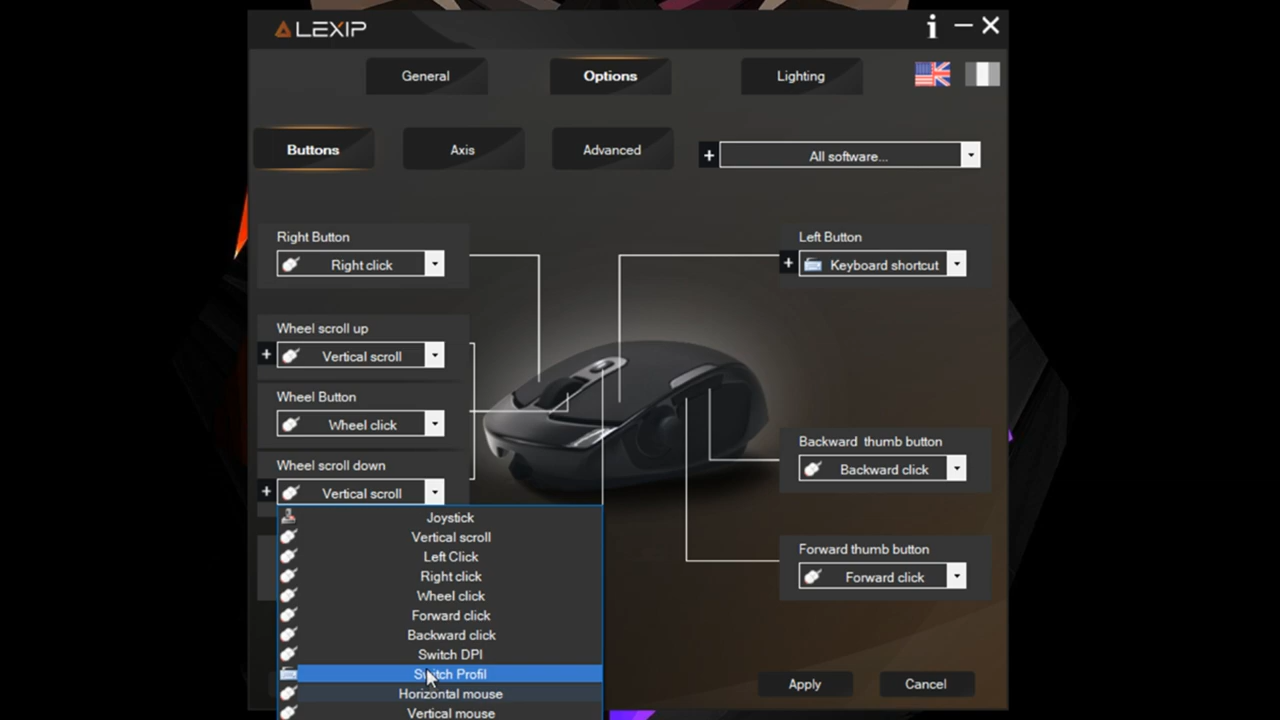 LEXIP
i
General
Options
Lighting
Buttons
Axis
Advanced
+
All software...
Right Button
Right click
Left Button
+
Keyboard shortcut
Wheel scroll up
+
Vertical scroll
Wheel Button
Wheel click
Wheel scroll down
+
Vertical scroll
Backward thumb button
Backward click
Forward thumb button
Forward click
Joystick
Vertical scroll
Left Click
Right click
Wheel click
Forward click
Backward click
Switch DPI
Switch Profil
Horizontal mouse
Vertical mouse
Apply
Cancel